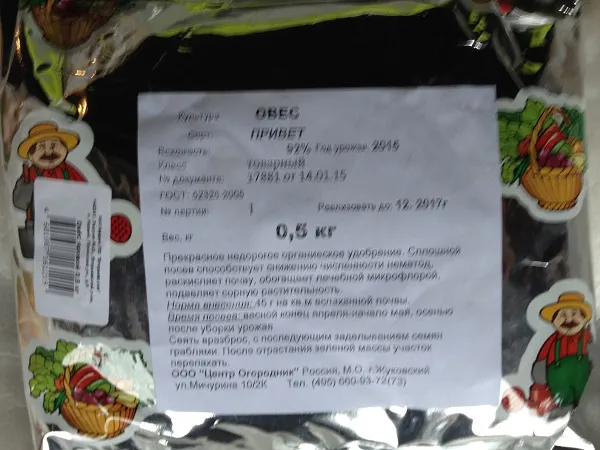 Культура ОВЕС
Сорт: ПРИВЕТ
Всхожесть: 92% Год урожая 2015
Класс товарный
№ документа: 17881 от 14.01.15
ГОСТ: 52325-2005
№ партии: 1 Реализовать до: 12. 2017г
Вес, кг 0,5 кг
Прекрасное недорогое органическое удобрение. Сплошной
посев способствует снижению численности нематод,
раскисляет почву, обогащает лечебной микрофлорой,
подавляет сорную растительность.
Норма внесения: 45 г на кв.м вспаханной почвы.
Время посева: весной конец апреля-начало мая, осенью
после уборки урожая
Сеять вразброс, с последующим заделыванием семян
граблями. После отрастания зеленой массы участок
перепахать.
ООО "Центр Огородник" Россия, М.О. г.Жуковский
ул.Мичурина 10/2К Тел. (495) 660-93-72(73)